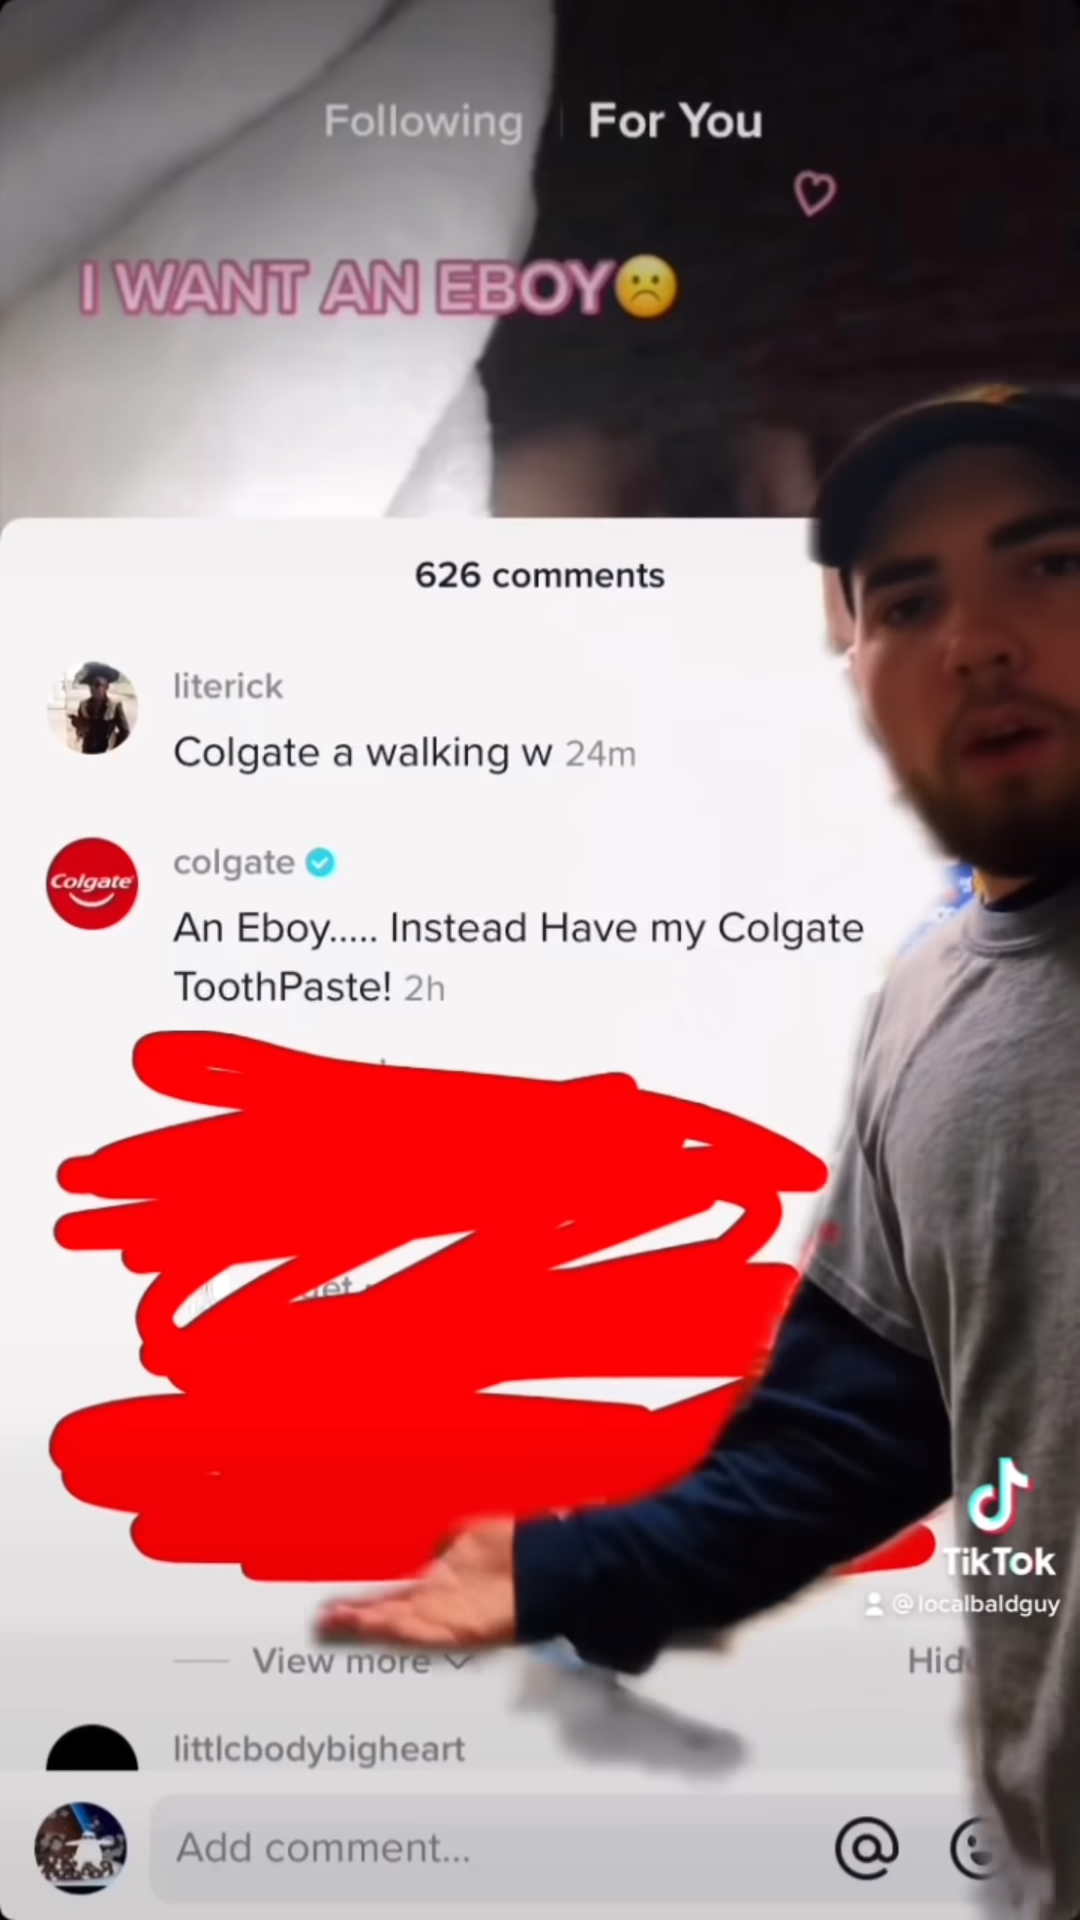 Following For You
I WANT AN EBOY☹️
626 comments
literick
Colgate a walking w 24m
Colgate
colgate
An Eboy..... Instead Have my Colgate
ToothPaste! 2h
View more
TikTok
@localbaldguy
littlcbodybigheart
Add comment...